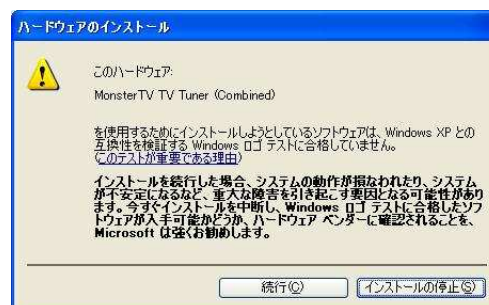 ハードウェアのインストール
このハードウェア:
MonsterTV TV Tuner (Combined)
を使用するためにインストールしようとしているソフトウェアは、Windows XP との
互換性を検証する Windows ロゴ テストに合格していません。
(このテストが重要である理由)
インストールを続行した場合、システムの動作が損なわれたり、システム
が不安定になるなど、重大な障害を引き起こす要因となる可能性があり
ます。今すぐインストールを中断し、Windows ロゴ テストに合格したソフ
トウェアが入手可能かどうか、ハードウェア ベンダーに確認されることを、
Microsoft は強くお勧めします。
続行(C)
インストールの停止(S)